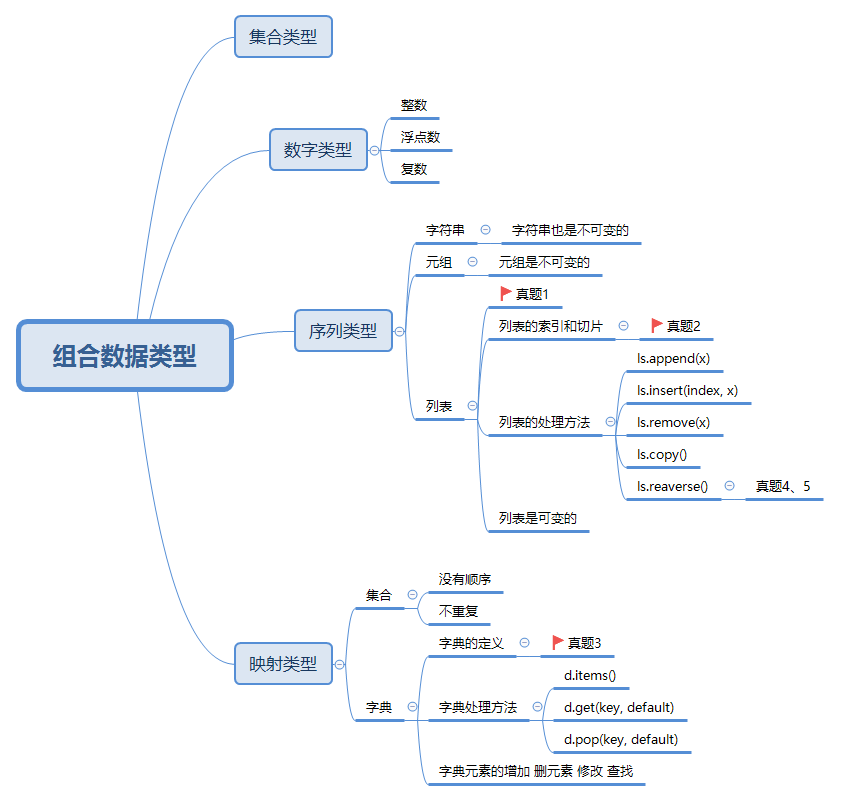 集合类型
整数
数字类型
浮点数
复数
字符串
字符串也是不可变的
元组
元组是不可变的
真题1
序列类型
列表的索引和切片
真题2
组合数据类型
ls.append(x)
ls.insert(index, x)
列表
列表的处理方法
ls.remove(x)
ls.copy()
ls.reaverse()
真题4、5
列表是可变的
集合
没有顺序
不重复
字典的定义
真题3
映射类型
d.items()
字典
字典处理方法
d.get(key, default)
d.pop(key, default)
字典元素的增加 删元素 修改 查找